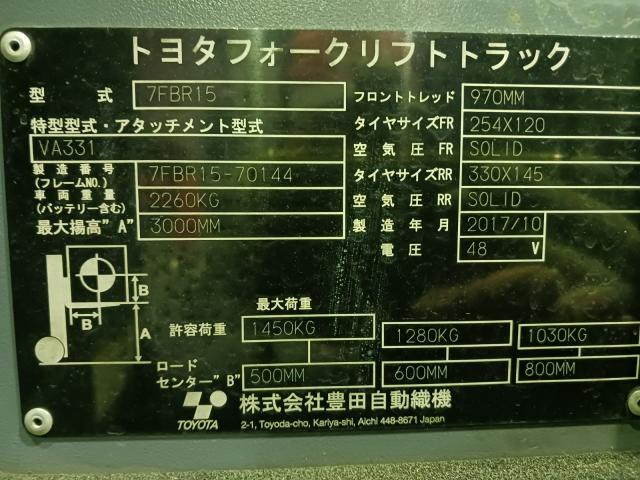 トヨタフォークリフトトラック
型 式 7FBR15
特型型式・アタッチメント型式
VA331
製造番号 (フレームNO.) 7FBR15-70144
車両重量 (バッテリー含む) 2260KG
最大揚高"A" 3000MM
フロントトレッド 970MM
タイヤサイズFR 254X120
空気圧 FR SOLID
タイヤサイズRR 330X145
空気圧 RR SOLID
製造年月 2017/10
電圧 48 V
B
B
A
最大荷重
許容荷重 1450KG 1280KG 1030KG
ロード
センター"B" 500MM 600MM 800MM
TOYOTA
株式会社豊田自動織機
2-1, Toyoda-cho, Kariya-shi, Aichi 448-8671 Japan